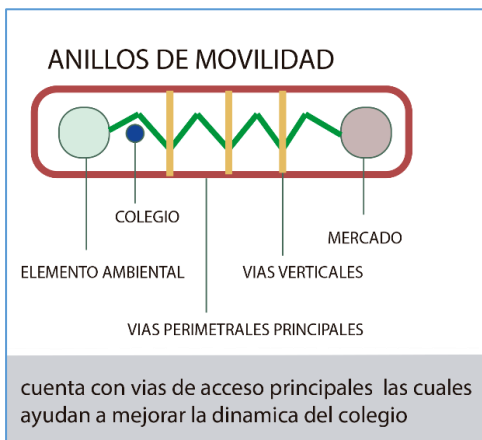 ANILLOS DE MOVILIDAD
COLEGIO
MERCADO
ELEMENTO AMBIENTAL
VIAS VERTICALES
VIAS PERIMETRALES PRINCIPALES
cuenta con vias de acceso principales las cuales
ayudan a mejorar la dinamica del colegio